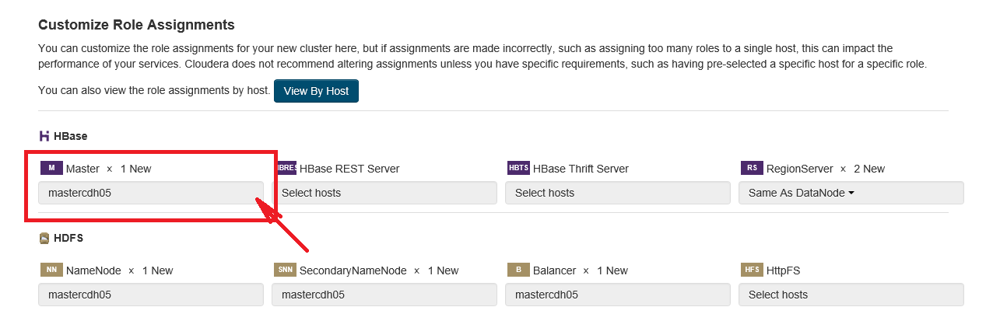 Customize Role Assignments
You can customize the role assignments for your new cluster here, but if assignments are made incorrectly, such as assigning too many roles to a single host, this can impact the
performance of your services. Cloudera does not recommend altering assignments unless you have specific requirements, such as having pre-selected a specific host for a specific role.
You can also view the role assignments by host. View By Host
HBase
M Master × 1 New HBRES HBase REST Server HBTS HBase Thrift Server RS RegionServer × 2 New
mastercdh05 Select hosts Select hosts Same As DataNode
HDFS
NN NameNode × 1 New SNN SecondaryNameNode × 1 New B Balancer × 1 New HFS HttpFS
mastercdh05 mastercdh05 mastercdh05 Select hosts